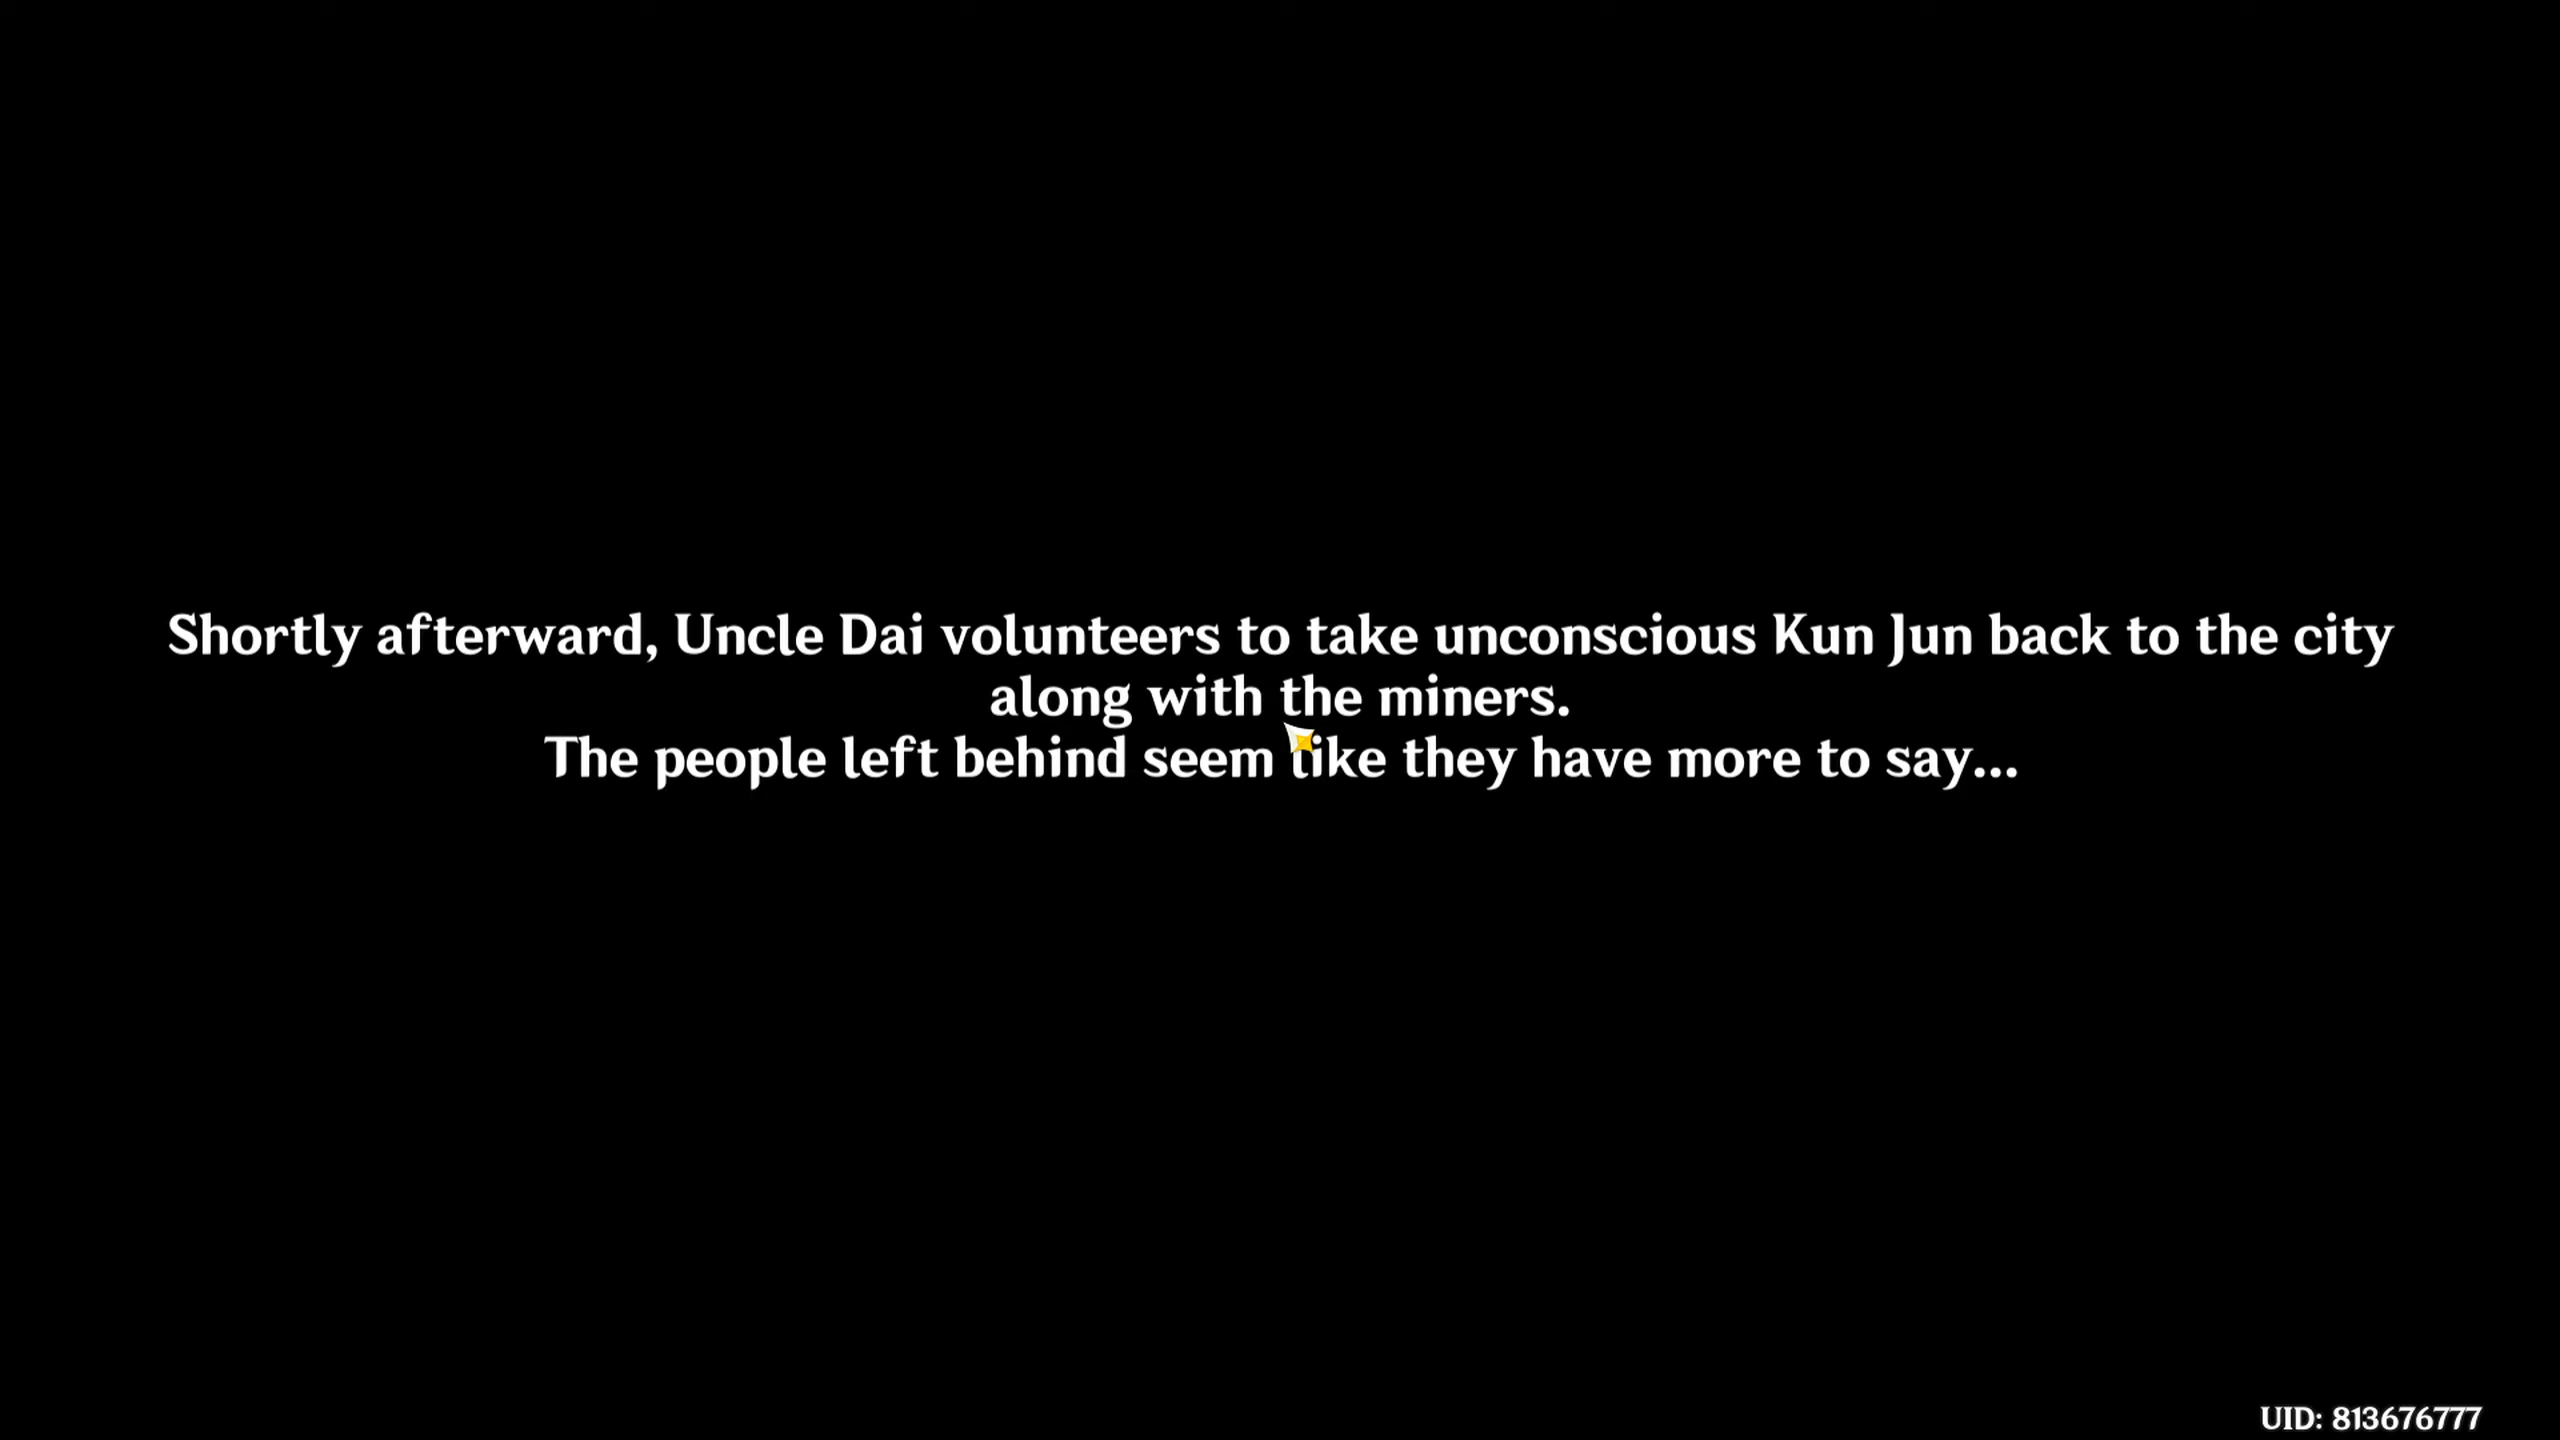 Shortly afterward, Uncle Dai volunteers to take unconscious Kun Jun back to the city
along with the miners.
The people left behind seem like they have more to say...
UID: 813676777